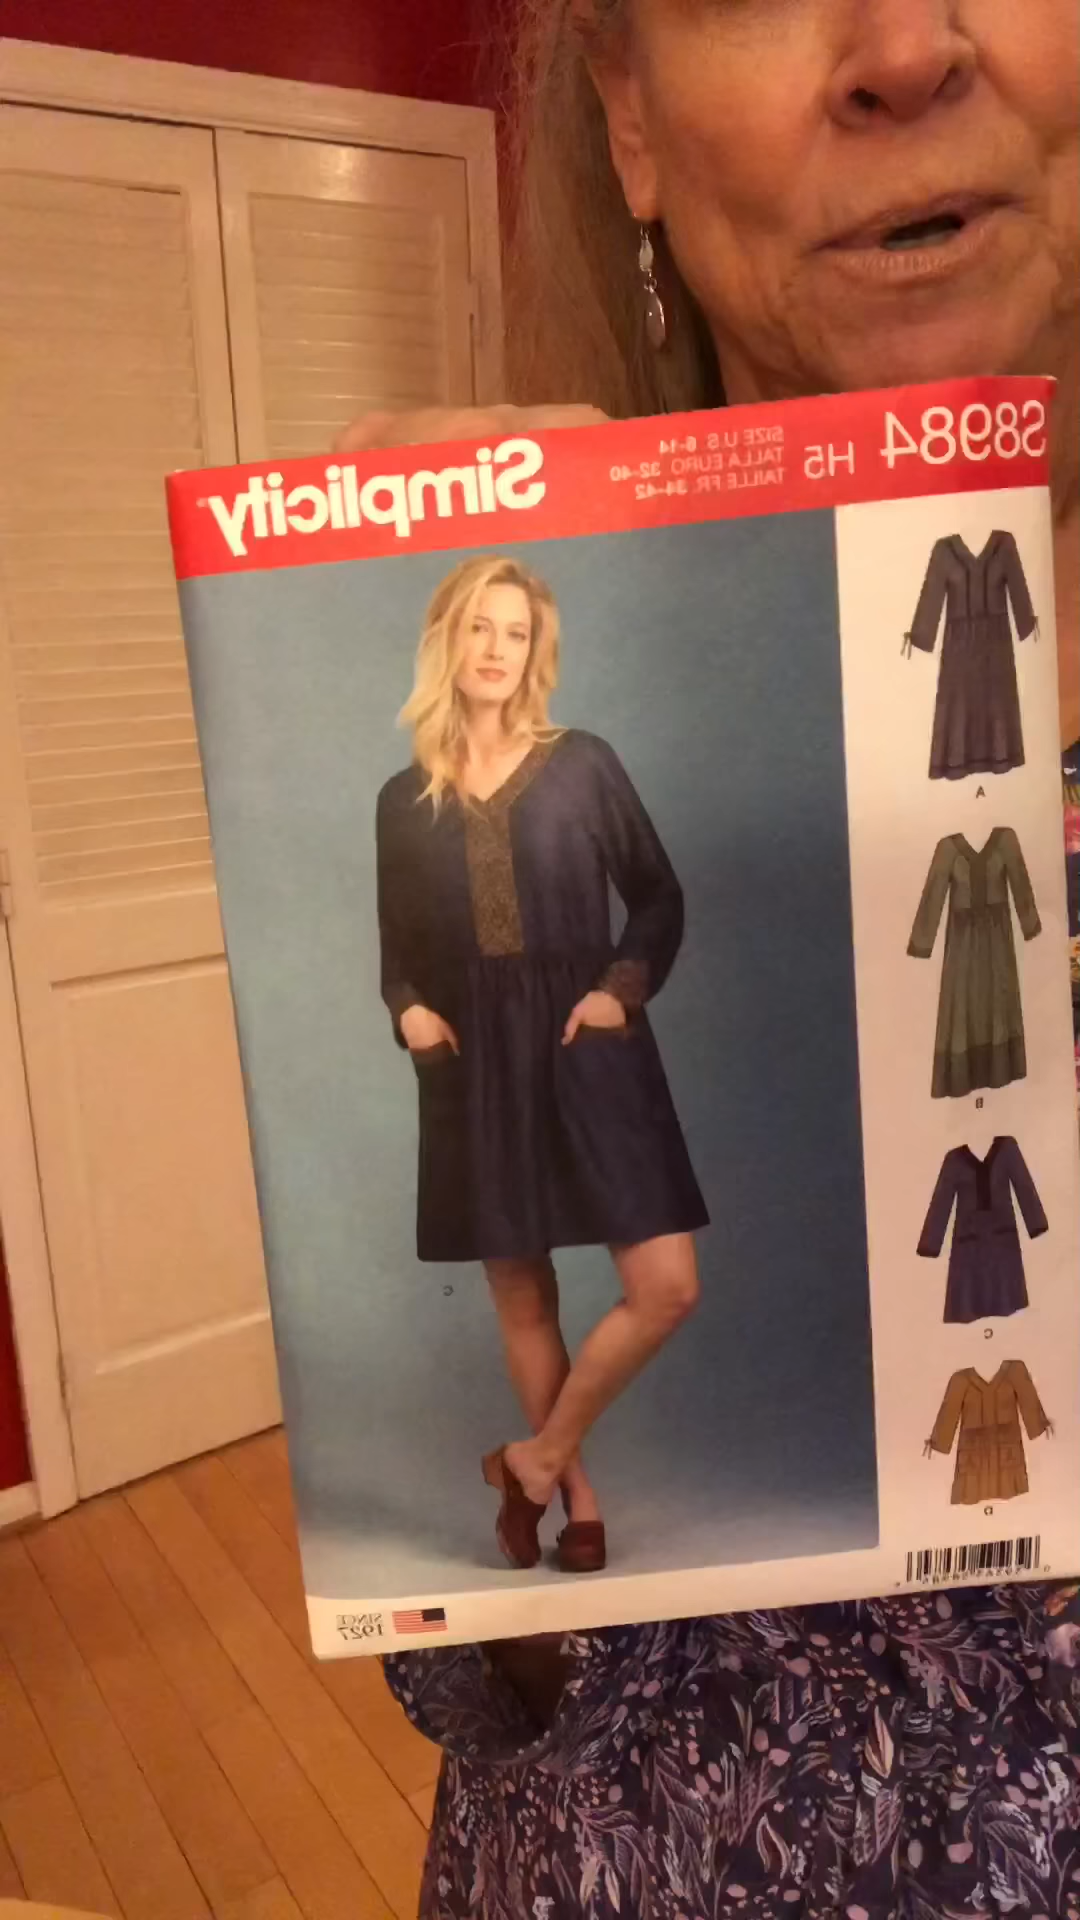 S8984 H5
SIZE U.S. 6-14
TALLA EURO 32-40
TAILLE FR. 34-42
Simplicity
A
B
C
D
C
SINCE
1927